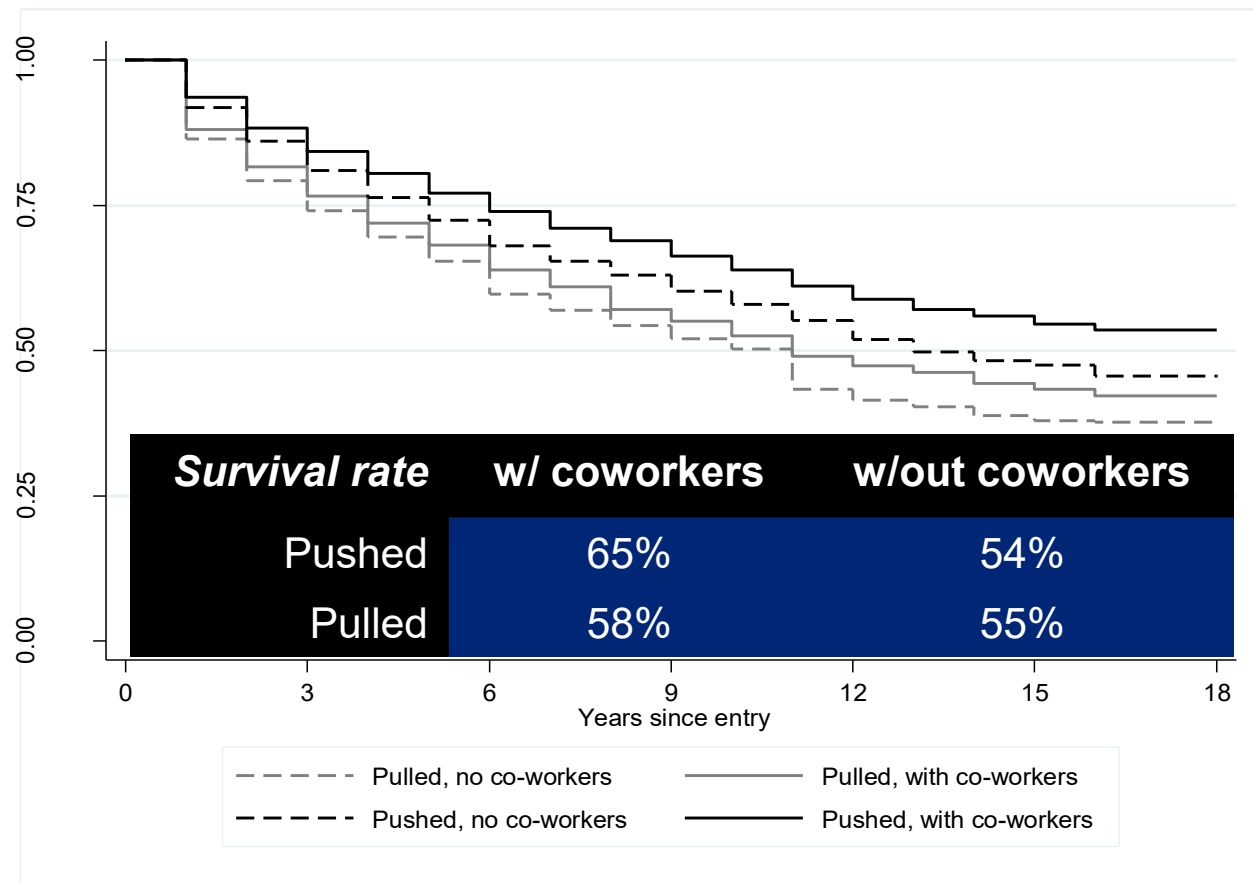 1.00
0.75
0.50
0.25
0.00
Survival rate w/ coworkers w/out coworkers
Pushed 65% 54%
Pulled 58% 55%
0 3 6 9 12 15 18
Years since entry
Pulled, no co-workers Pulled, with co-workers
Pushed, no co-workers Pushed, with co-workers